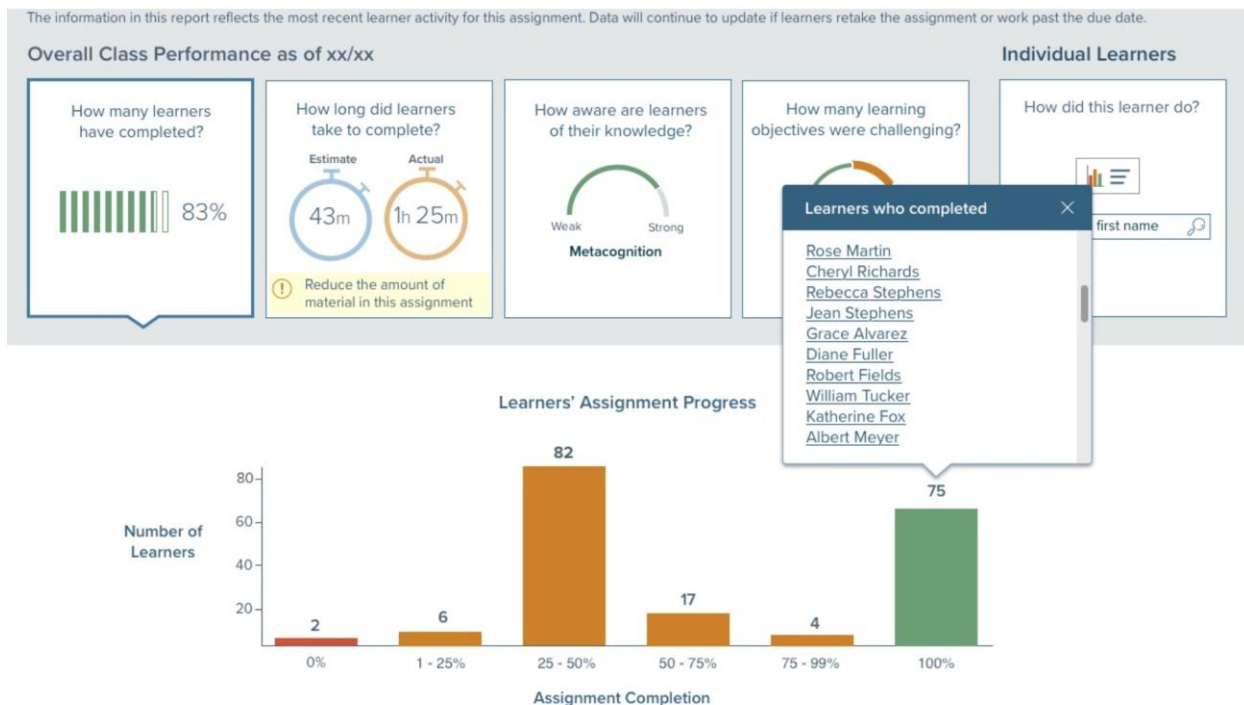 The information in this report reflects the most recent learner activity for this assignment. Data will continue to update if learners retake the assignment or work past the due date.
Overall Class Performance as of xx/xx
Individual Learners
How many learners
have completed?
83%
How long did learners
take to complete?
Estimate
Actual
43m
1h 25m
Reduce the amount of
material in this assignment
How aware are learners
of their knowledge?
Weak
Strong
Metacognition
How many learning
objectives were challenging?
How did this learner do?
first name
Learners who completed
Rose Martin
Cheryl Richards
Rebecca Stephens
Jean Stephens
Grace Alvarez
Diane Fuller
Robert Fields
William Tucker
Katherine Fox
Albert Meyer
Learners' Assignment Progress
Number of
Learners
80
60
40
20
2
6
82
17
4
75
0%
1 - 25%
25 - 50%
50 - 75%
75 - 99%
100%
Assignment Completion